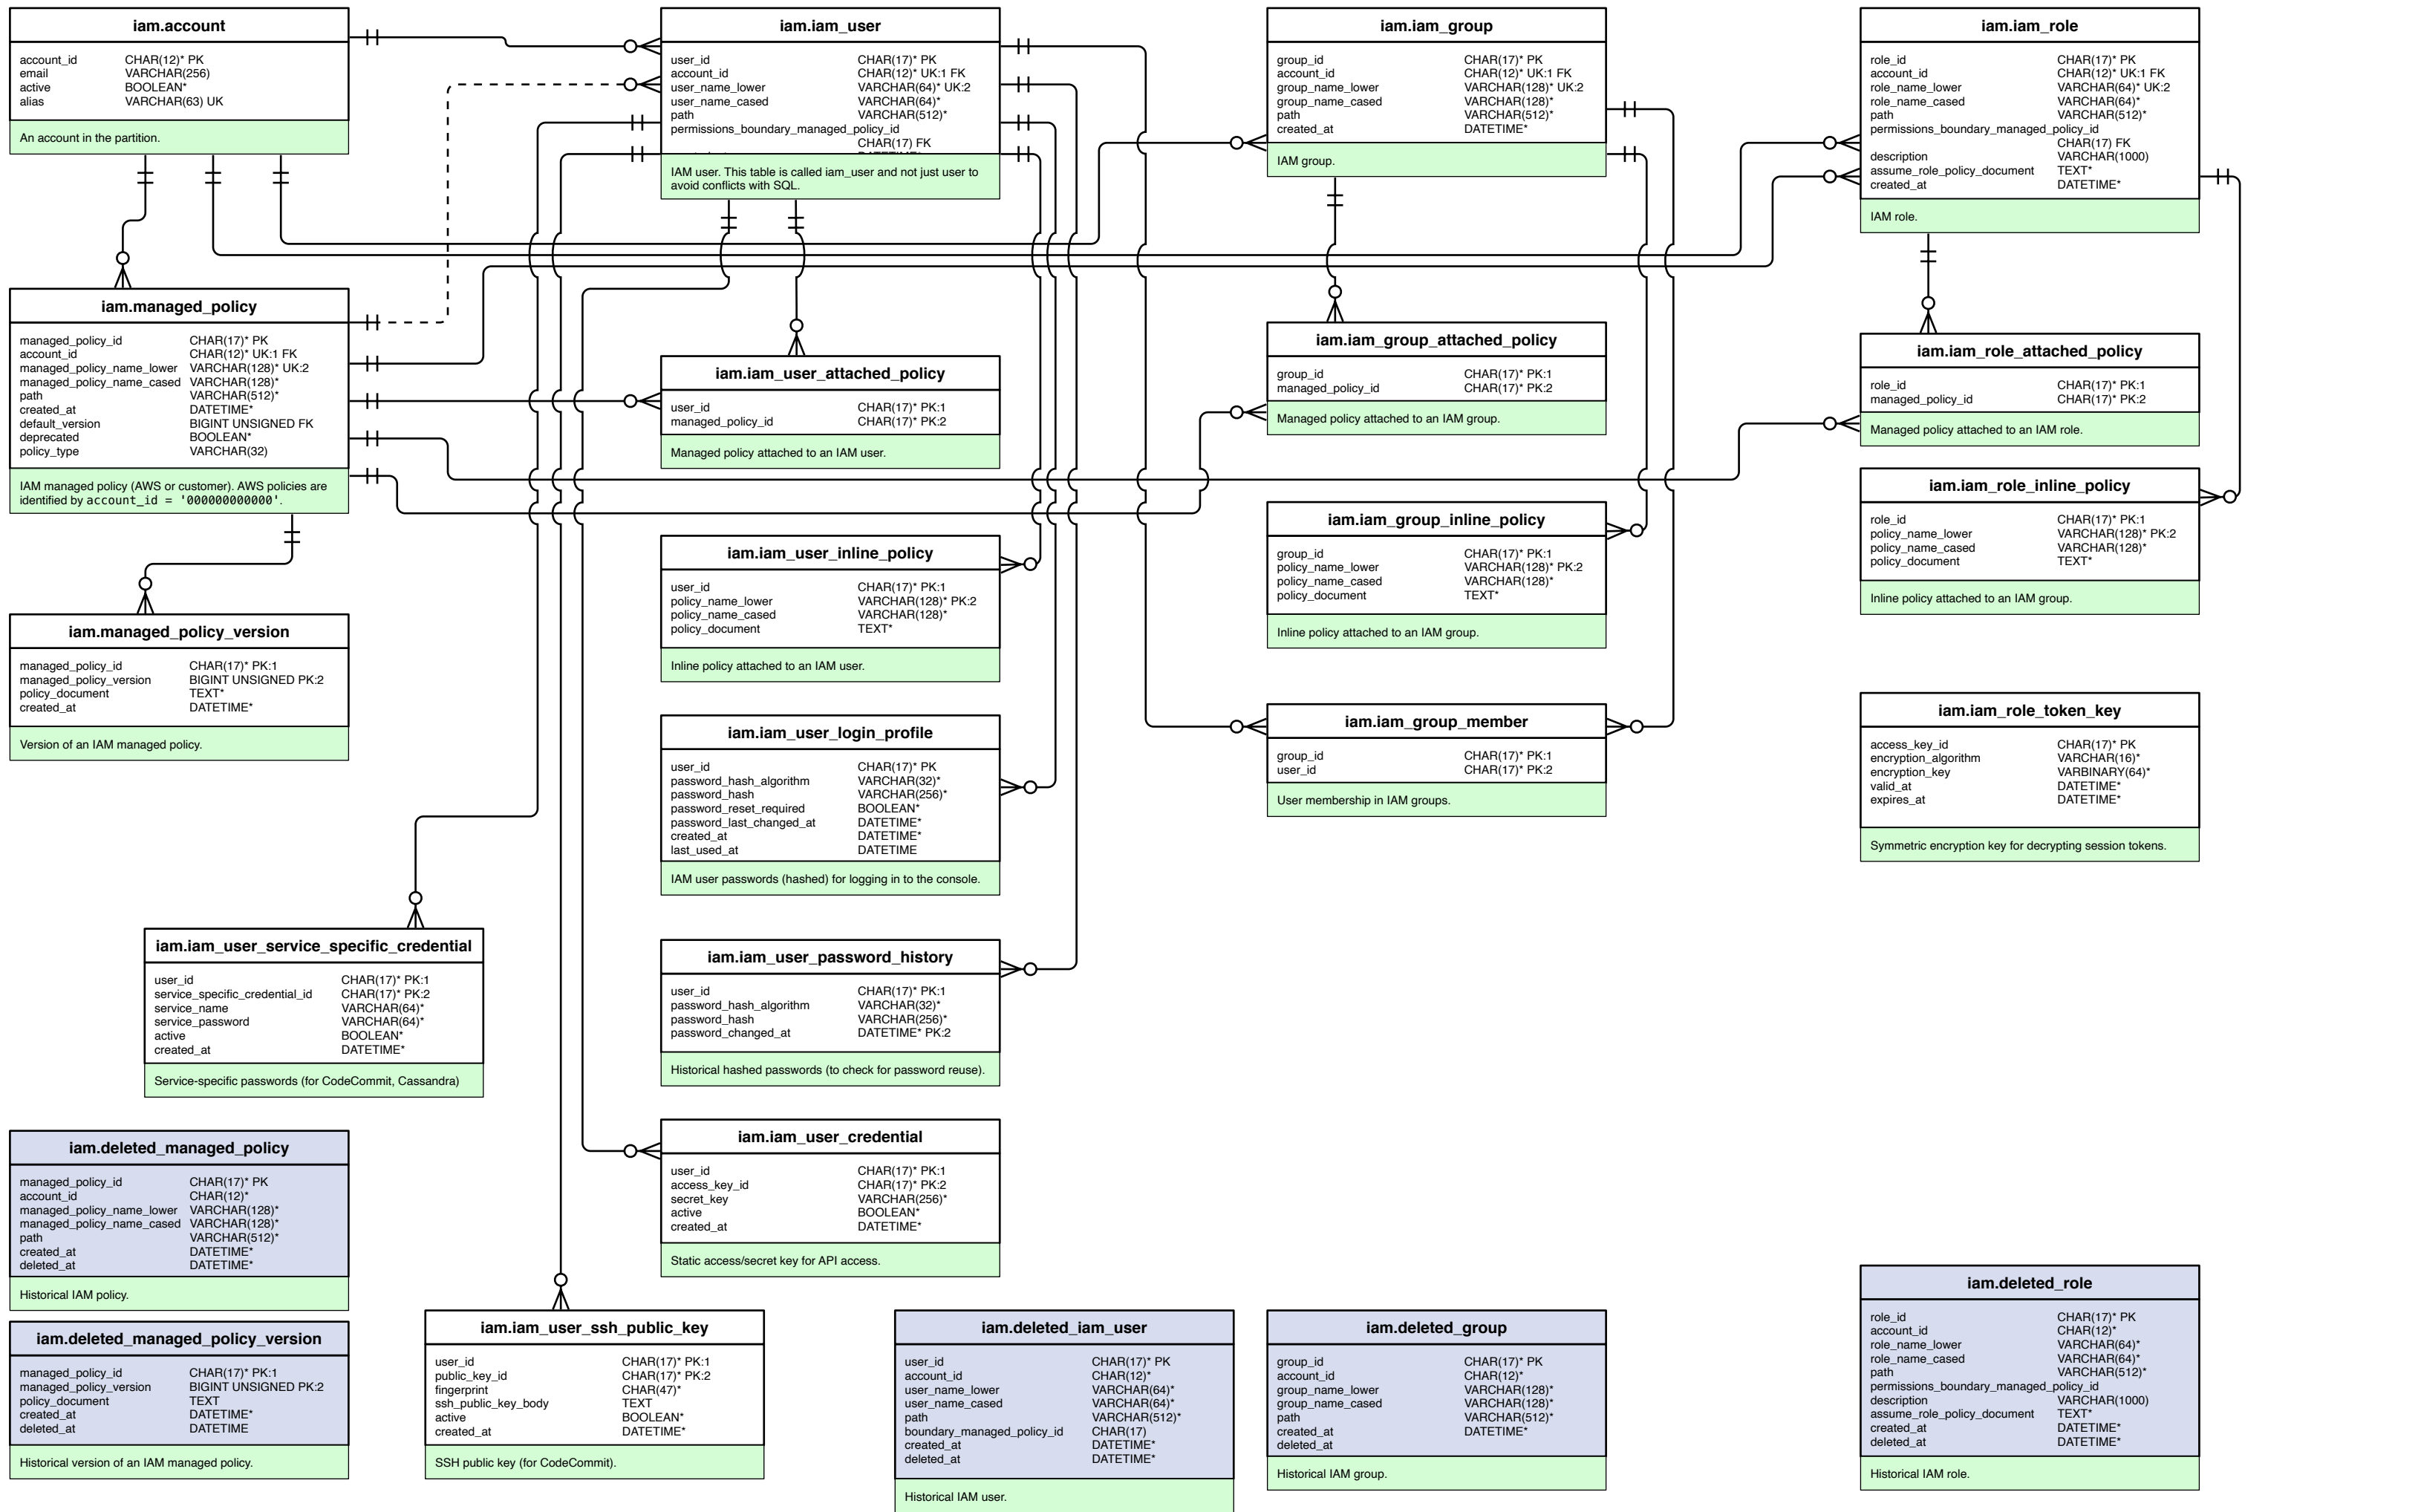 iam.account
account_id CHAR(12)* PK
email VARCHAR(256)
active BOOLEAN*
alias VARCHAR(63) UK
An account in the partition.
iam.iam_user
user_id CHAR(17)* PK
account_id CHAR(12)* UK:1 FK
user_name_lower VARCHAR(64)* UK:2
user_name_cased VARCHAR(64)*
path VARCHAR(512)*
permissions_boundary_managed_policy_id
CHAR(17) FK
IAM user. This table is called iam_user and not just user to
avoid conflicts with SQL.
iam.iam_group
group_id CHAR(17)* PK
account_id CHAR(12)* UK:1 FK
group_name_lower VARCHAR(128)* UK:2
group_name_cased VARCHAR(128)*
path VARCHAR(512)*
created_at DATETIME*
IAM group.
iam.iam_role
role_id CHAR(17)* PK
account_id CHAR(12)* UK:1 FK
role_name_lower VARCHAR(64)* UK:2
role_name_cased VARCHAR(64)*
path VARCHAR(512)*
permissions_boundary_managed_policy_id
CHAR(17) FK
description VARCHAR(1000)
assume_role_policy_document TEXT*
created_at DATETIME*
IAM role.
iam.managed_policy
managed_policy_id CHAR(17)* PK
account_id CHAR(12)* UK:1 FK
managed_policy_name_lower VARCHAR(128)* UK:2
managed_policy_name_cased VARCHAR(128)*
path VARCHAR(512)*
created_at DATETIME*
default_version BIGINT UNSIGNED FK
deprecated BOOLEAN*
policy_type VARCHAR(32)
IAM managed policy (AWS or customer). AWS policies are
identified by account_id = '000000000000'.
iam.iam_user_attached_policy
user_id CHAR(17)* PK:1
managed_policy_id CHAR(17)* PK:2
Managed policy attached to an IAM user.
iam.iam_group_attached_policy
group_id CHAR(17)* PK:1
managed_policy_id CHAR(17)* PK:2
Managed policy attached to an IAM group.
iam.iam_role_attached_policy
role_id CHAR(17)* PK:1
managed_policy_id CHAR(17)* PK:2
Managed policy attached to an IAM role.
iam.iam_role_inline_policy
role_id CHAR(17)* PK:1
policy_name_lower VARCHAR(128)* PK:2
policy_name_cased VARCHAR(128)*
policy_document TEXT*
Inline policy attached to an IAM group.
iam.iam_group_inline_policy
group_id CHAR(17)* PK:1
policy_name_lower VARCHAR(128)* PK:2
policy_name_cased VARCHAR(128)*
policy_document TEXT*
Inline policy attached to an IAM group.
iam.iam_user_inline_policy
user_id CHAR(17)* PK:1
policy_name_lower VARCHAR(128)* PK:2
policy_name_cased VARCHAR(128)*
policy_document TEXT*
Inline policy attached to an IAM user.
iam.managed_policy_version
managed_policy_id CHAR(17)* PK:1
managed_policy_version BIGINT UNSIGNED PK:2
policy_document TEXT*
created_at DATETIME*
Version of an IAM managed policy.
iam.iam_user_login_profile
user_id CHAR(17)* PK
password_hash_algorithm VARCHAR(32)*
password_hash VARCHAR(256)*
password_reset_required BOOLEAN*
password_last_changed_at DATETIME*
created_at DATETIME*
last_used_at DATETIME
IAM user passwords (hashed) for logging in to the console.
iam.iam_group_member
group_id CHAR(17)* PK:1
user_id CHAR(17)* PK:2
User membership in IAM groups.
iam.iam_role_token_key
access_key_id CHAR(17)* PK
encryption_algorithm VARCHAR(16)*
encryption_key VARBINARY(64)*
valid_at DATETIME*
expires_at DATETIME*
Symmetric encryption key for decrypting session tokens.
iam.iam_user_service_specific_credential
user_id CHAR(17)* PK:1
service_specific_credential_id CHAR(17)* PK:2
service_name VARCHAR(64)*
service_password VARCHAR(64)*
active BOOLEAN*
created_at DATETIME*
Service-specific passwords (for CodeCommit, Cassandra)
iam.iam_user_password_history
user_id CHAR(17)* PK:1
password_hash_algorithm VARCHAR(32)*
password_hash VARCHAR(256)*
password_changed_at DATETIME* PK:2
Historical hashed passwords (to check for password reuse).
iam.iam_user_credential
user_id CHAR(17)* PK:1
access_key_id CHAR(17)* PK:2
secret_key VARCHAR(256)*
active BOOLEAN*
created_at DATETIME*
Static access/secret key for API access.
iam.deleted_managed_policy
managed_policy_id CHAR(17)* PK
account_id CHAR(12)*
managed_policy_name_lower VARCHAR(128)*
managed_policy_name_cased VARCHAR(128)*
path VARCHAR(512)*
created_at DATETIME*
deleted_at DATETIME*
Historical IAM policy.
iam.deleted_managed_policy_version
managed_policy_id CHAR(17)* PK:1
managed_policy_version BIGINT UNSIGNED PK:2
policy_document TEXT
created_at DATETIME*
deleted_at DATETIME
Historical version of an IAM managed policy.
iam.iam_user_ssh_public_key
user_id CHAR(17)* PK:1
public_key_id CHAR(17)* PK:2
fingerprint CHAR(47)*
ssh_public_key_body TEXT
active BOOLEAN*
created_at DATETIME*
SSH public key (for CodeCommit).
iam.deleted_iam_user
user_id CHAR(17)* PK
account_id CHAR(12)*
user_name_lower VARCHAR(64)*
user_name_cased VARCHAR(64)*
path VARCHAR(512)*
boundary_managed_policy_id CHAR(17)
created_at DATETIME*
deleted_at DATETIME*
Historical IAM user.
iam.deleted_group
group_id CHAR(17)* PK
account_id CHAR(12)*
group_name_lower VARCHAR(128)*
group_name_cased VARCHAR(128)*
path VARCHAR(512)*
created_at DATETIME*
deleted_at
Historical IAM group.
iam.deleted_role
role_id CHAR(17)* PK
account_id CHAR(12)*
role_name_lower VARCHAR(64)*
role_name_cased VARCHAR(64)*
path VARCHAR(512)*
permissions_boundary_managed_policy_id
description VARCHAR(1000)
assume_role_policy_document TEXT*
created_at DATETIME*
deleted_at DATETIME*
Historical IAM role.